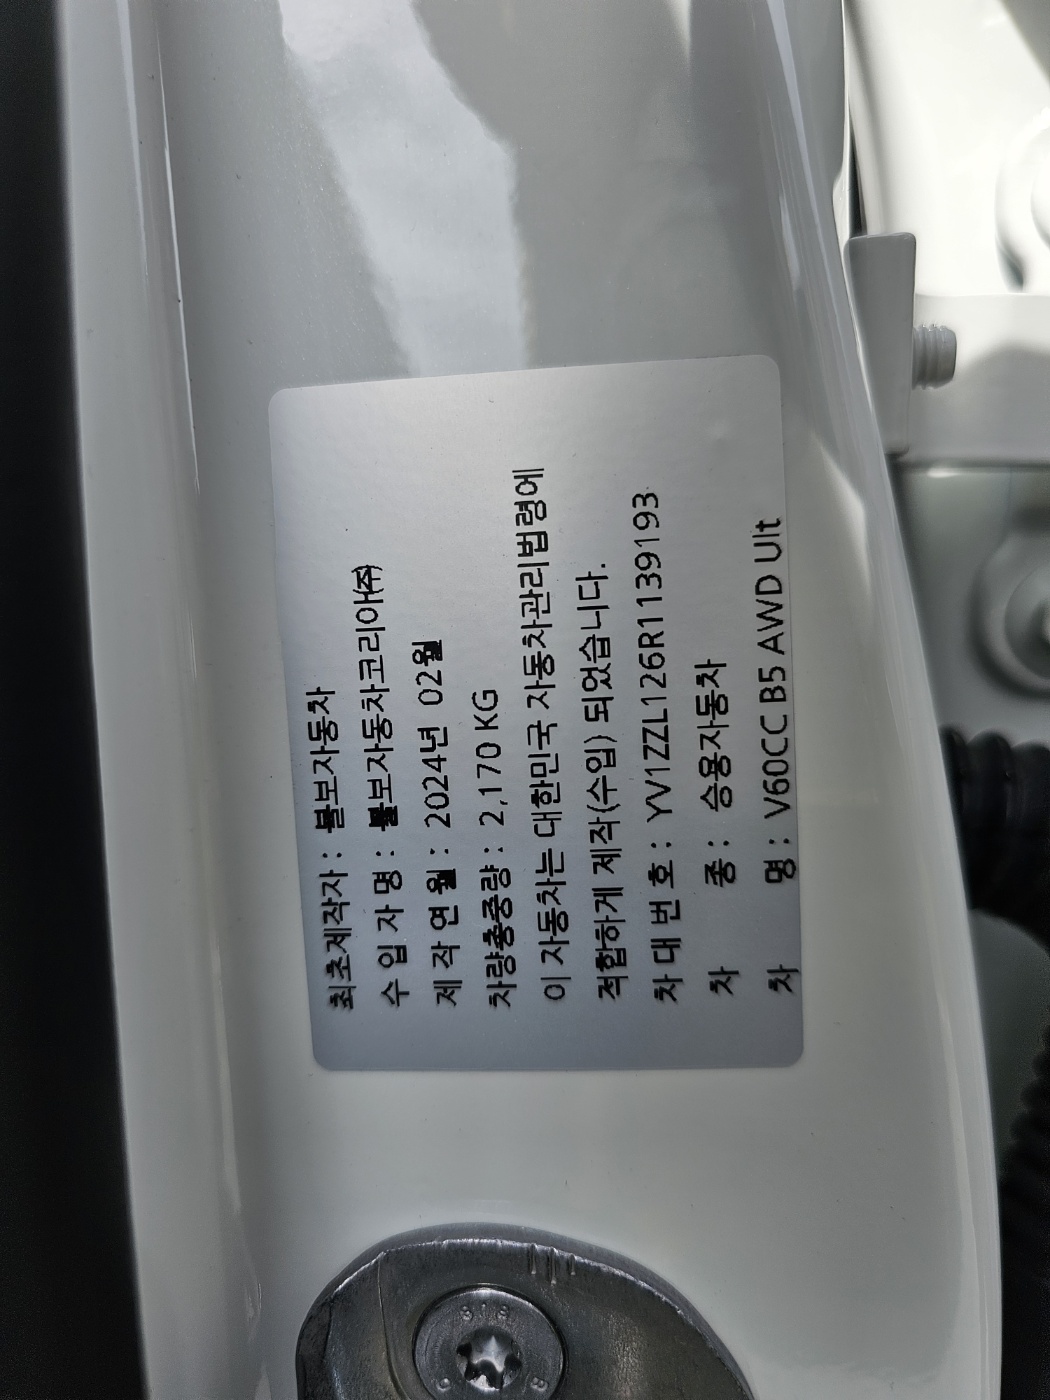 최초제작자 : 볼보자동차
수 입 자 명 : 볼보자동차코리아㈜
제 작 연 월 : 2024년 02월
차량총중량 : 2,170 KG
이 자동차는 대한민국 자동차관리법령에
적합하게 제작(수입) 되었습니다.
차 대 번 호 : YV1ZZL126R1139193
차 종 : 승용자동차
차 명 : V60CC B5 AWD Ult